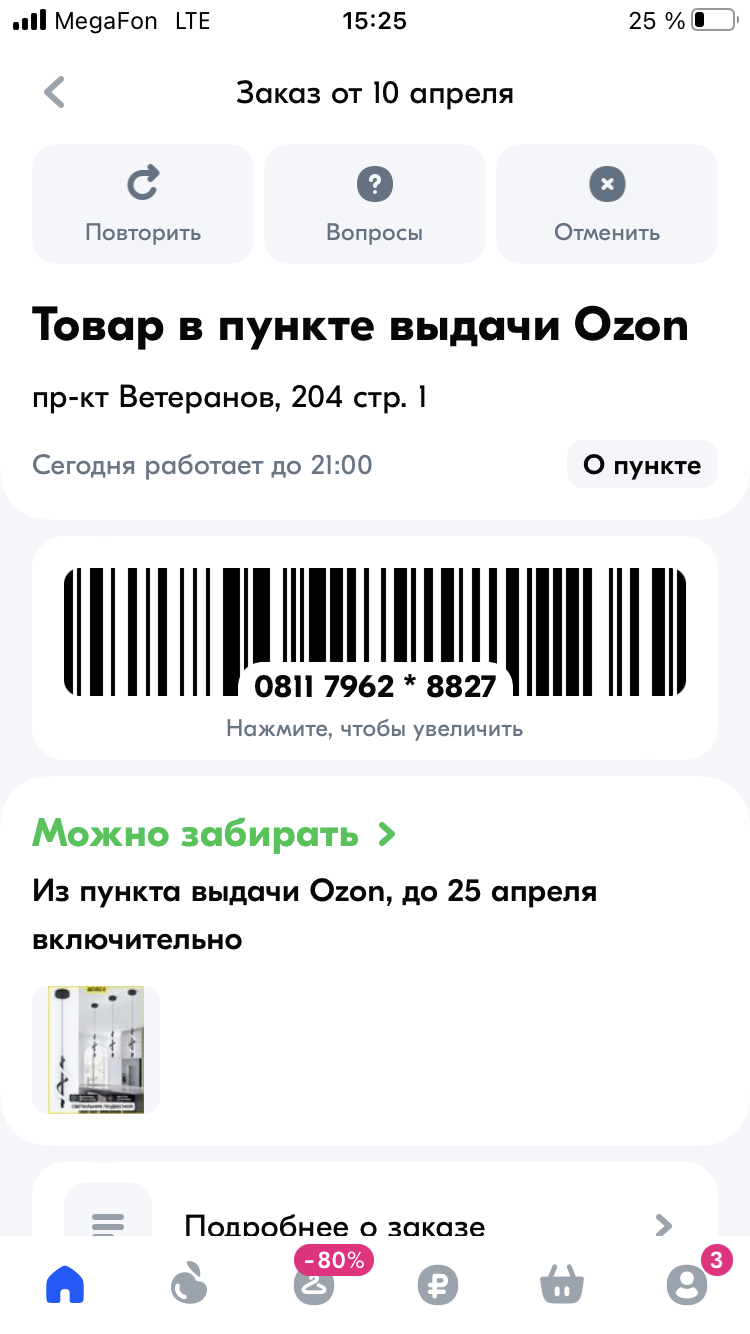 MegaFon LTE 15:25 25 %
Заказ от 10 апреля
Повторить Вопросы Отменить
Товар в пункте выдачи Ozon
пр-кт Ветеранов, 204 стр. 1
Сегодня работает до 21:00 О пункте
0811 7962 * 8827
Нажмите, чтобы увеличить
Можно забирать
Из пункта выдачи Ozon, до 25 апреля
включительно
СВЕТИЛЬНИК ПОДВЕСНОЙ
Подробнее о заказе
-80% 3